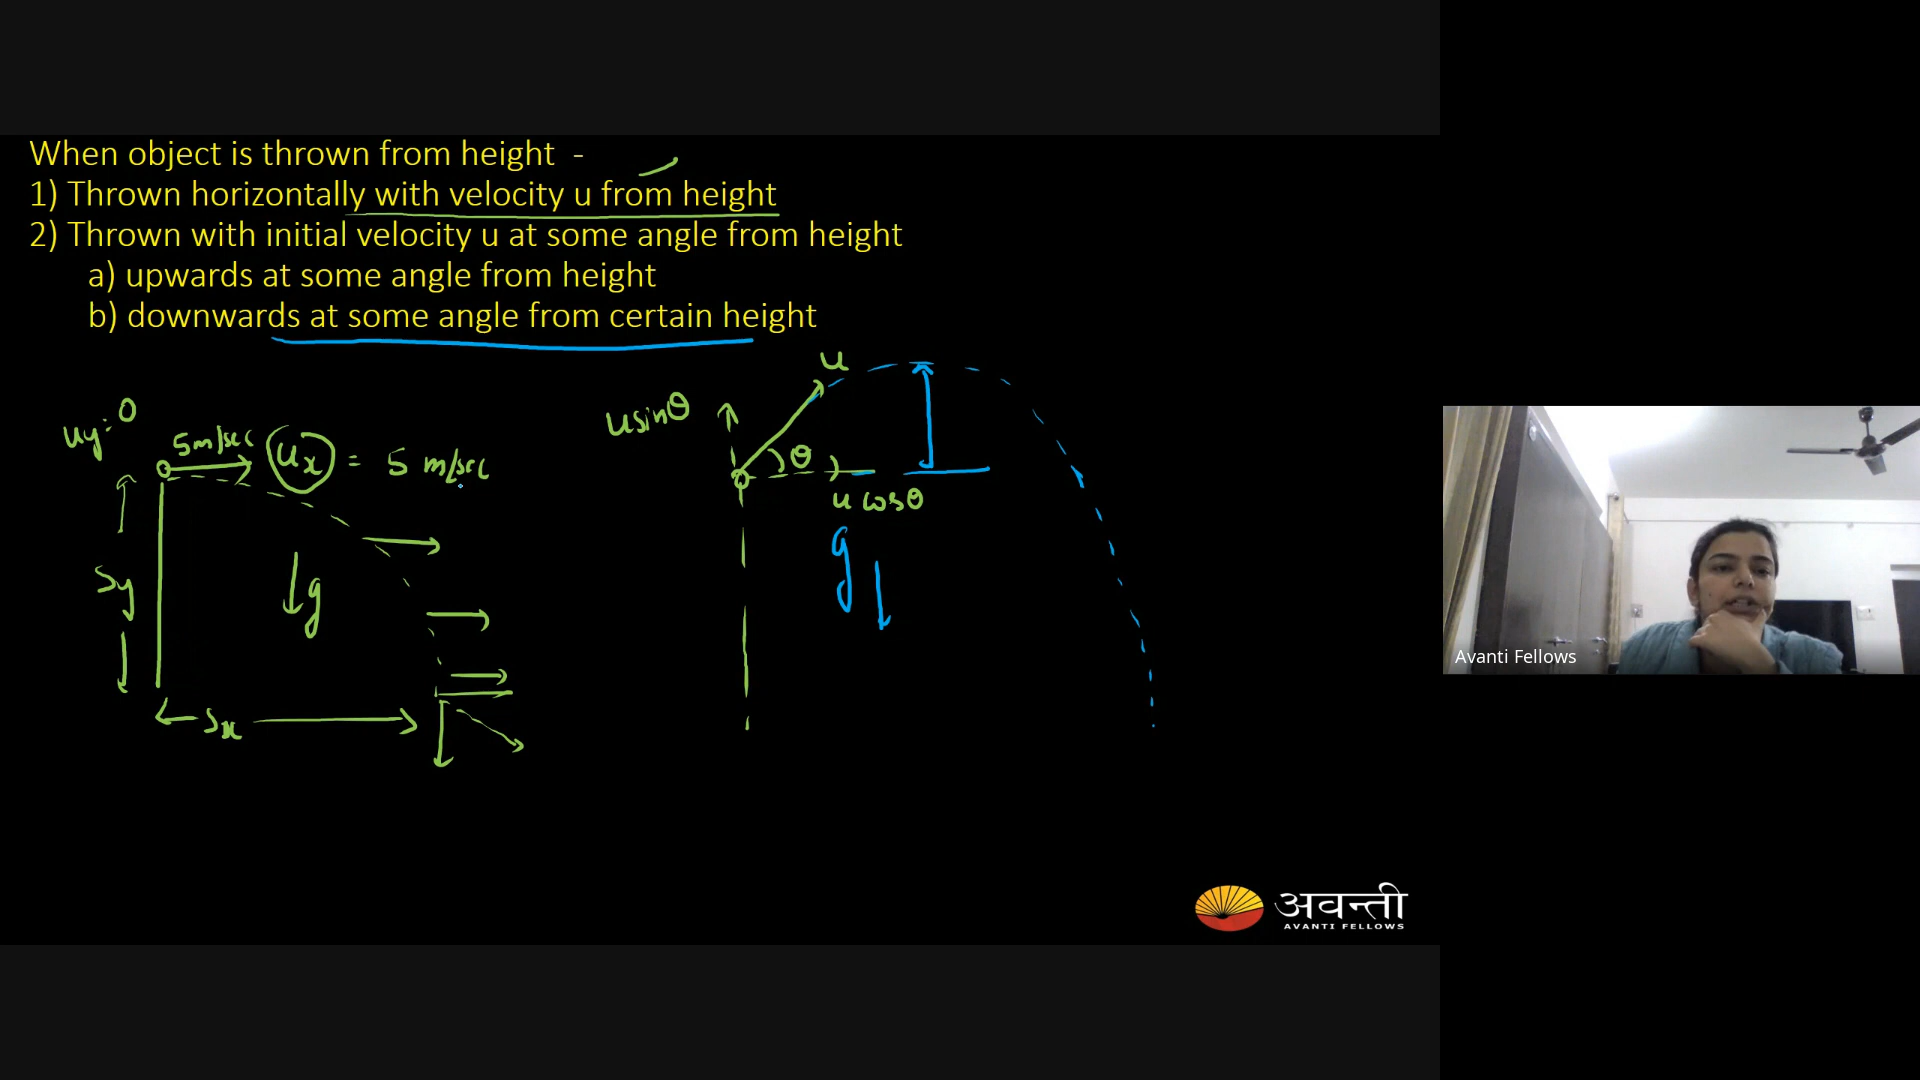 When object is thrown from height -
1) Thrown horizontally with velocity u from height
2) Thrown with initial velocity u at some angle from height
a) upwards at some angle from height
b) downwards at some angle from certain height
u
uy = 0
usinθ
5m/sec
ux = 5 m/sec
θ
u cosθ
g
Sy
g
Sx
Avanti Fellows
अवन्ती
AVANTI FELLOWS